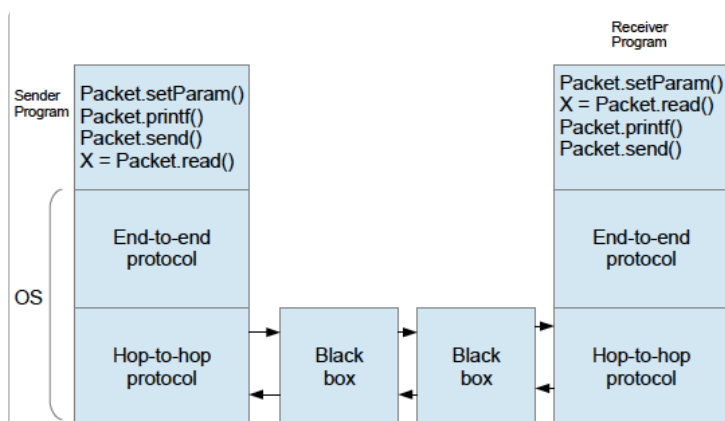 Receiver
Program
Sender
Program
Packet.setParam()
Packet.printf()
Packet.send()
X = Packet.read()
Packet.setParam()
X = Packet.read()
Packet.printf()
Packet.send()
OS
End-to-end
protocol
End-to-end
protocol
Hop-to-hop
protocol
Black
box
Black
box
Hop-to-hop
protocol